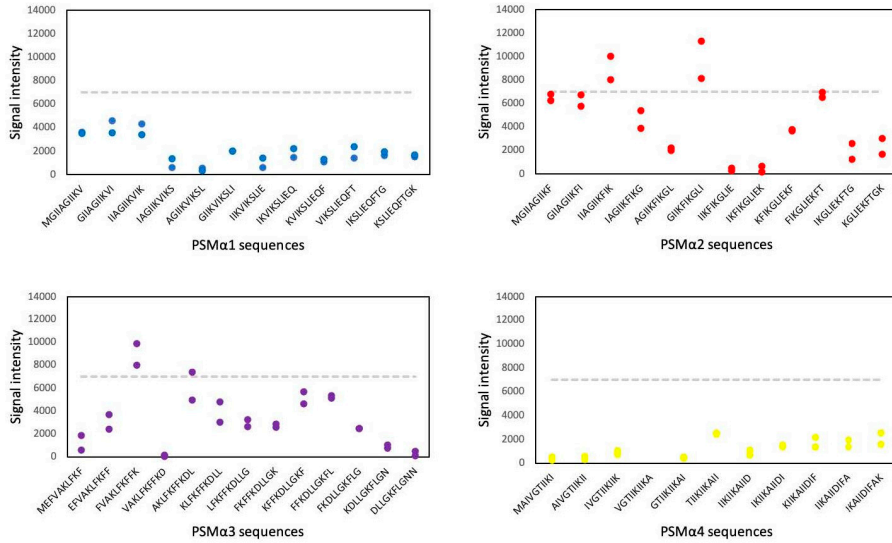 Signal intensity
14000
12000
10000
8000
6000
4000
2000
0
MGIIAGIIKV
GIIAGIIKVI
IIAGIIKVIK
IAGIIKVIKS
AGIIKVIKSL
GIIKVIKSLI
IIKVIKSLIE
IKVIKSLIEQ
KVIKSLIEQF
VIKSLIEQFT
IKSLIEQFTG
KSLIEQFTGK
PSMα1 sequences
Signal intensity
14000
12000
10000
8000
6000
4000
2000
0
MGIIAGIIKF
GIIAGIIKFI
IIAGIIKFIK
IAGIIKFIKG
AGIIKFIKGL
GIIKFIKGLI
IIKFIKGLIE
IKFIKGLIEK
KFIKGLIEKF
FIKGLIEKFT
IKGLIEKFTG
KGLIEKFTGK
PSMα2 sequences
Signal intensity
14000
12000
10000
8000
6000
4000
2000
0
MEFVAKLFKF
EFVAKLFKFF
FVAKLFKFFK
VAKLFKFFKD
AKLFKFFKDL
KLFKFFKDLL
LFKFFKDLLG
FKFFKDLLGK
KFFKDLLGKF
FFKDLLGKFL
FKDLLGKFLG
KDLLGKFLGN
DLLGKFLGNN
PSMα3 sequences
Signal intensity
14000
12000
10000
8000
6000
4000
2000
0
MAIVGTIIKI
AIVGTIIKII
IVGTIIKIIK
VGTIIKIIKA
GTIIKIIKAI
TIIKIIKAII
IIKIIKAIID
IKIIKAIIDI
KIIKAIIDIF
IIKAIIDIFA
IKAIIDIFAK
PSMα4 sequences